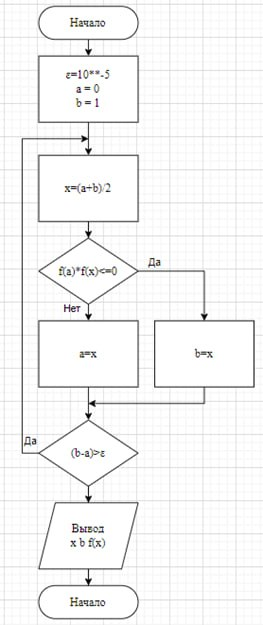 Начало
ε=10**-5
a = 0
b = 1
x=(a+b)/2
f(a)*f(x)<=0
Да
Нет
a=x
b=x
Да
(b-a)>ε
Вывод
x b f(x)
Начало